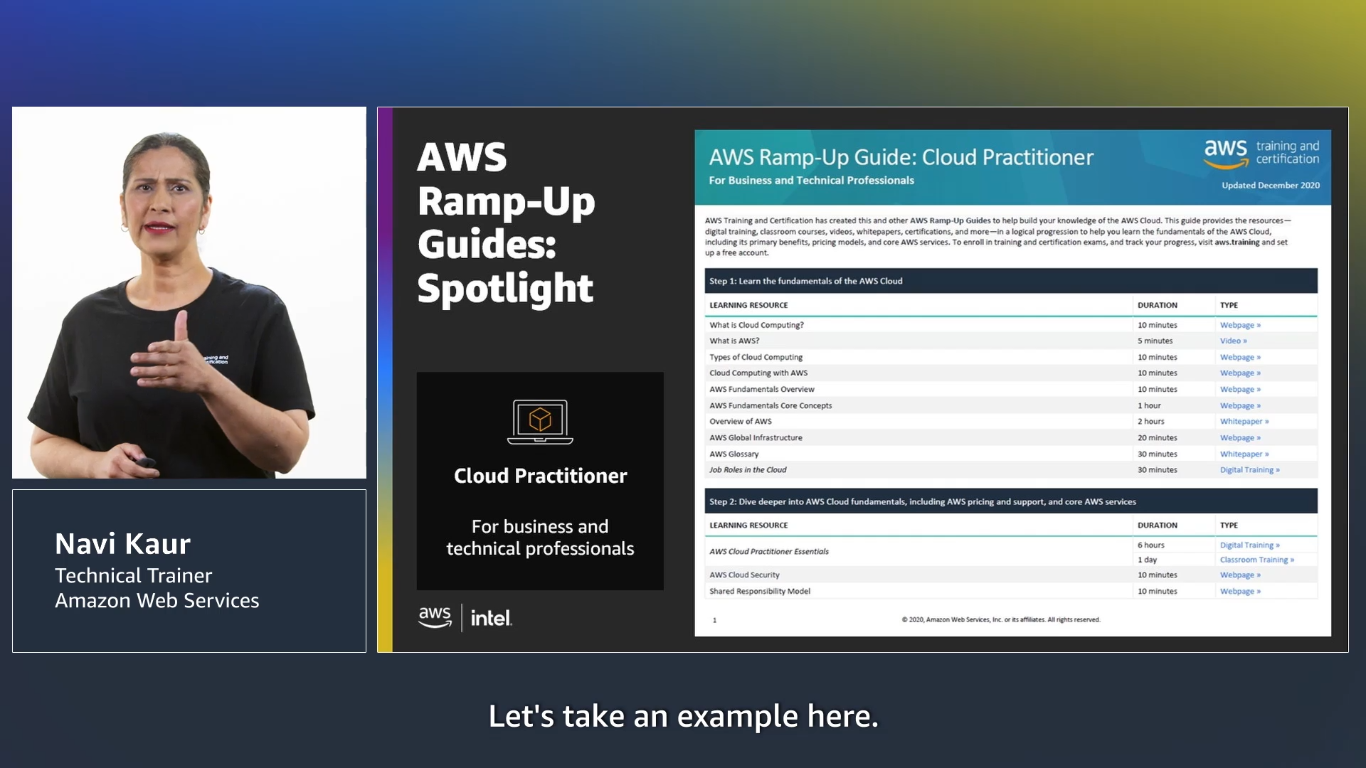 AWS
Ramp-Up
Guides:
Spotlight
Cloud Practitioner
For business and
technical professionals
aws | intel.
AWS Ramp-Up Guide: Cloud Practitioner
For Business and Technical Professionals
aws training and
certification
Updated December 2020
AWS Training and Certification has created this and other AWS Ramp-Up Guides to help build your knowledge of the AWS Cloud. This guide provides the resources—
digital training, classroom courses, videos, whitepapers, certifications, and more—in a logical progression to help you learn the fundamentals of the AWS Cloud,
including its primary benefits, pricing models, and core AWS services. To enroll in training and certification exams, and track your progress, visit aws.training and set
up a free account.
Step 1: Learn the fundamentals of the AWS Cloud
LEARNING RESOURCE DURATION TYPE
What is Cloud Computing? 10 minutes Webpage »
What is AWS? 5 minutes Video »
Types of Cloud Computing 10 minutes Webpage »
Cloud Computing with AWS 10 minutes Webpage »
AWS Fundamentals Overview 10 minutes Webpage »
AWS Fundamentals Core Concepts 1 hour Webpage »
Overview of AWS 2 hours Whitepaper »
AWS Global Infrastructure 20 minutes Webpage »
AWS Glossary 30 minutes Whitepaper »
Job Roles in the Cloud 30 minutes Digital Training »
Step 2: Dive deeper into AWS Cloud fundamentals, including AWS pricing and support, and core AWS services
LEARNING RESOURCE DURATION TYPE
AWS Cloud Practitioner Essentials 6 hours Digital Training »
1 day Classroom Training »
AWS Cloud Security 10 minutes Webpage »
Shared Responsibility Model 10 minutes Webpage »
1 © 2020, Amazon Web Services, Inc. or its affiliates. All rights reserved.
Navi Kaur
Technical Trainer
Amazon Web Services
Let's take an example here.